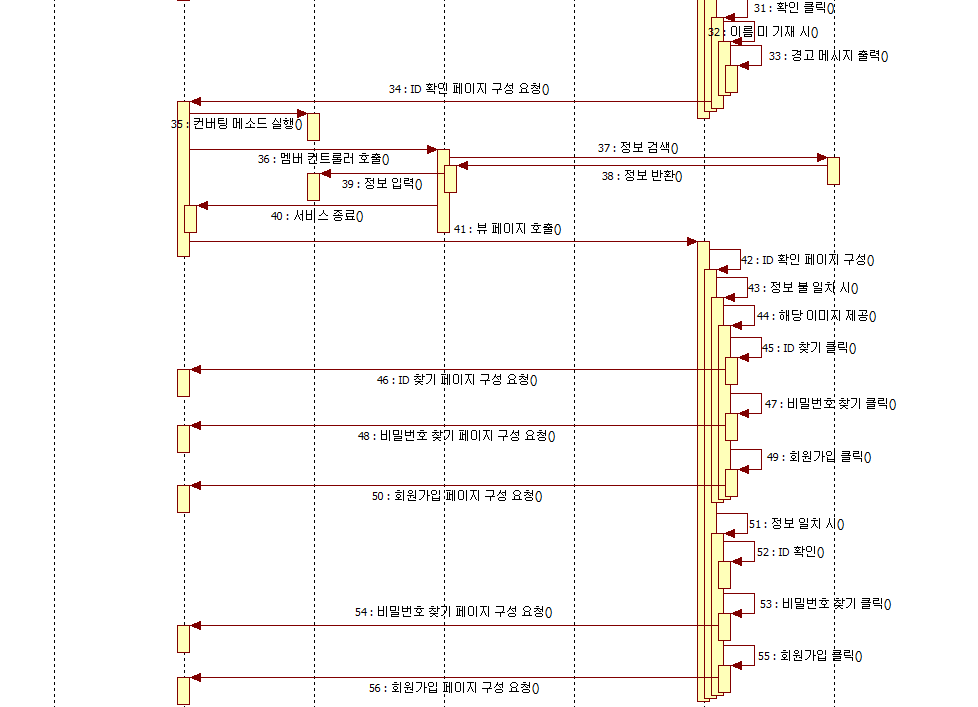 31 : 확인 클릭()
32 : 이름 미 기재 시()
33 : 경고 메시지 출력()
34 : ID 확인 페이지 구성 요청()
35 : 컨버팅 메소드 실행()
36 : 멤버 컨트롤러 호출()
37 : 정보 검색()
38 : 정보 반환()
39 : 정보 입력()
40 : 서비스 종료()
41 : 뷰 페이지 호출()
42 : ID 확인 페이지 구성()
43 : 정보 불 일치 시()
44 : 해당 이미지 제공()
45 : ID 찾기 클릭()
46 : ID 찾기 페이지 구성 요청()
47 : 비밀번호 찾기 클릭()
48 : 비밀번호 찾기 페이지 구성 요청()
49 : 회원가입 클릭()
50 : 회원가입 페이지 구성 요청()
51 : 정보 일치 시()
52 : ID 확인()
53 : 비밀번호 찾기 클릭()
54 : 비밀번호 찾기 페이지 구성 요청()
55 : 회원가입 클릭()
56 : 회원가입 페이지 구성 요청()